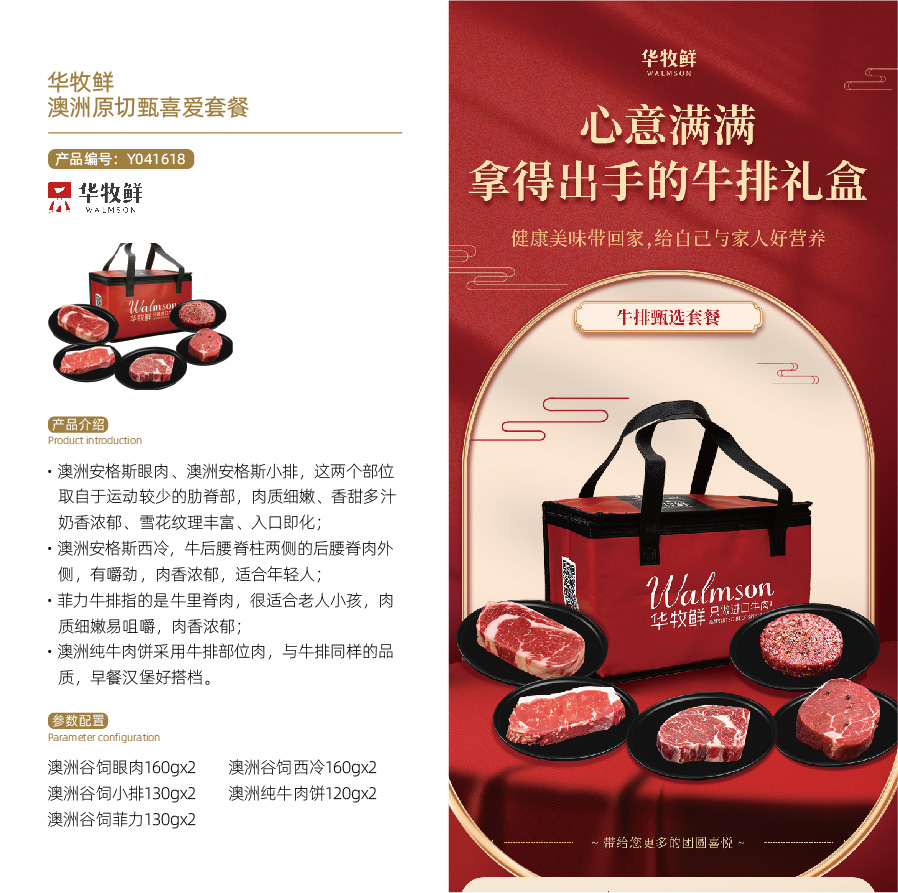 华牧鲜
澳洲原切甄喜爱套餐
产品编号：Y041618
华牧鲜
WALMSON
Walmson
华牧鲜
产品介绍
Product introduction
·澳洲安格斯眼肉、澳洲安格斯小排，这两个部位
取自于运动较少的肋脊部，肉质细嫩、香甜多汁
奶香浓郁、雪花纹理丰富、入口即化；
·澳洲安格斯西冷，牛后腰脊柱两侧的后腰脊肉外
侧，有嚼劲，肉香浓郁，适合年轻人；
·菲力牛排指的是牛里脊肉，很适合老人小孩，肉
质细嫩易咀嚼，肉香浓郁；
·澳洲纯牛肉饼采用牛排部位肉，与牛排同样的品
质，早餐汉堡好搭档。
参数配置
Parameter configuration
澳洲谷饲眼肉160gx2 澳洲谷饲西冷160gx2
澳洲谷饲小排130gx2 澳洲纯牛肉饼120gx2
澳洲谷饲菲力130gx2
华牧鲜
WALMSON
心意满满
拿得出手的牛排礼盒
健康美味带回家,给自己与家人好营养
牛排甄选套餐
Walmson
华牧鲜 只做进口牛肉!
~ 带给您更多的团圆喜悦 ~